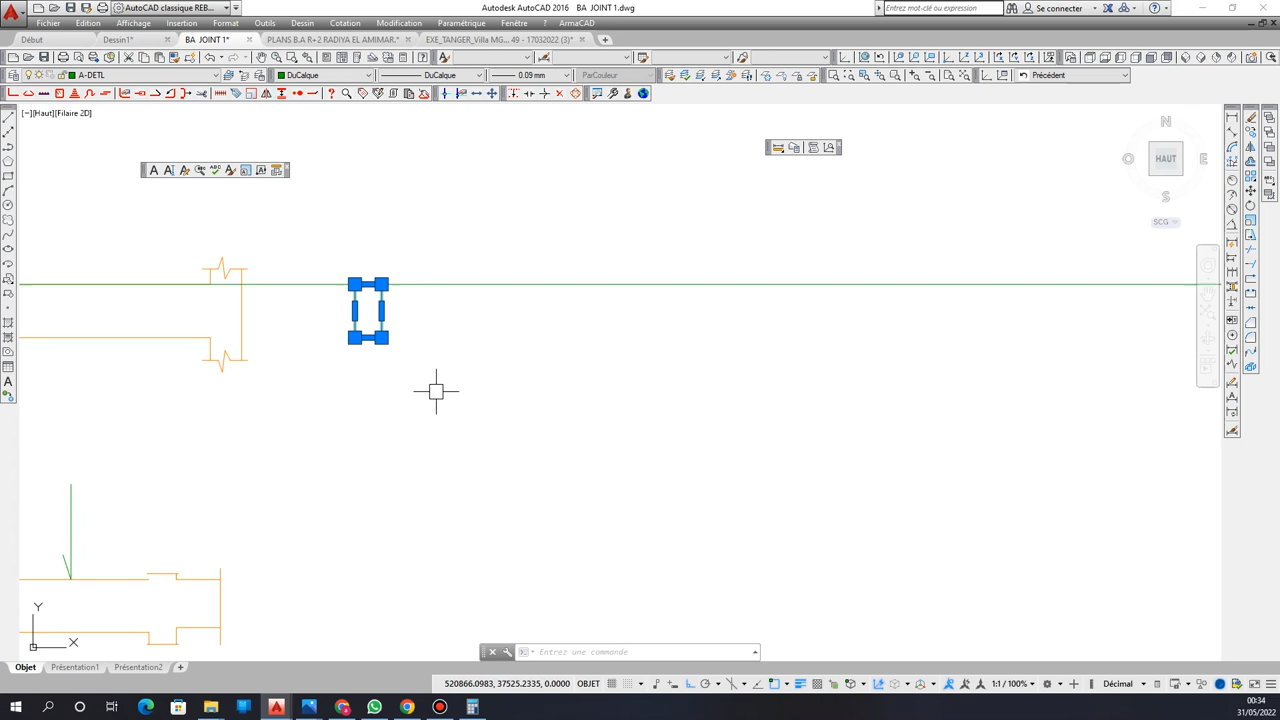 AutoCAD classique REB...
Autodesk AutoCAD 2016 BA JOINT 1.dwg
Entrez mot-clé ou expression
Se connecter
Fichier Edition Affichage Insertion Format Outils Dessin Cotation Modification Paramétrique Fenêtre ? ArmaCAD
Début Dessin1* BA JOINT 1* PLANS B.A R+2 RADIYA EL AMIMAR.* EXE_TANGER_Villa MG... 49 - 17032022 (3)*
A-DETL DuCalque DuCalque 0.09 mm ParCouleur Précédent
[−][Haut][Filaire 2D]
N
O HAUT E
S
SCG
Y
X
Entrez une commande
Objet Présentation1 Présentation2
520866.0983, 37525.2335, 0.0000 OBJET 1:1 / 100% Décimal
00:34
31/05/2022